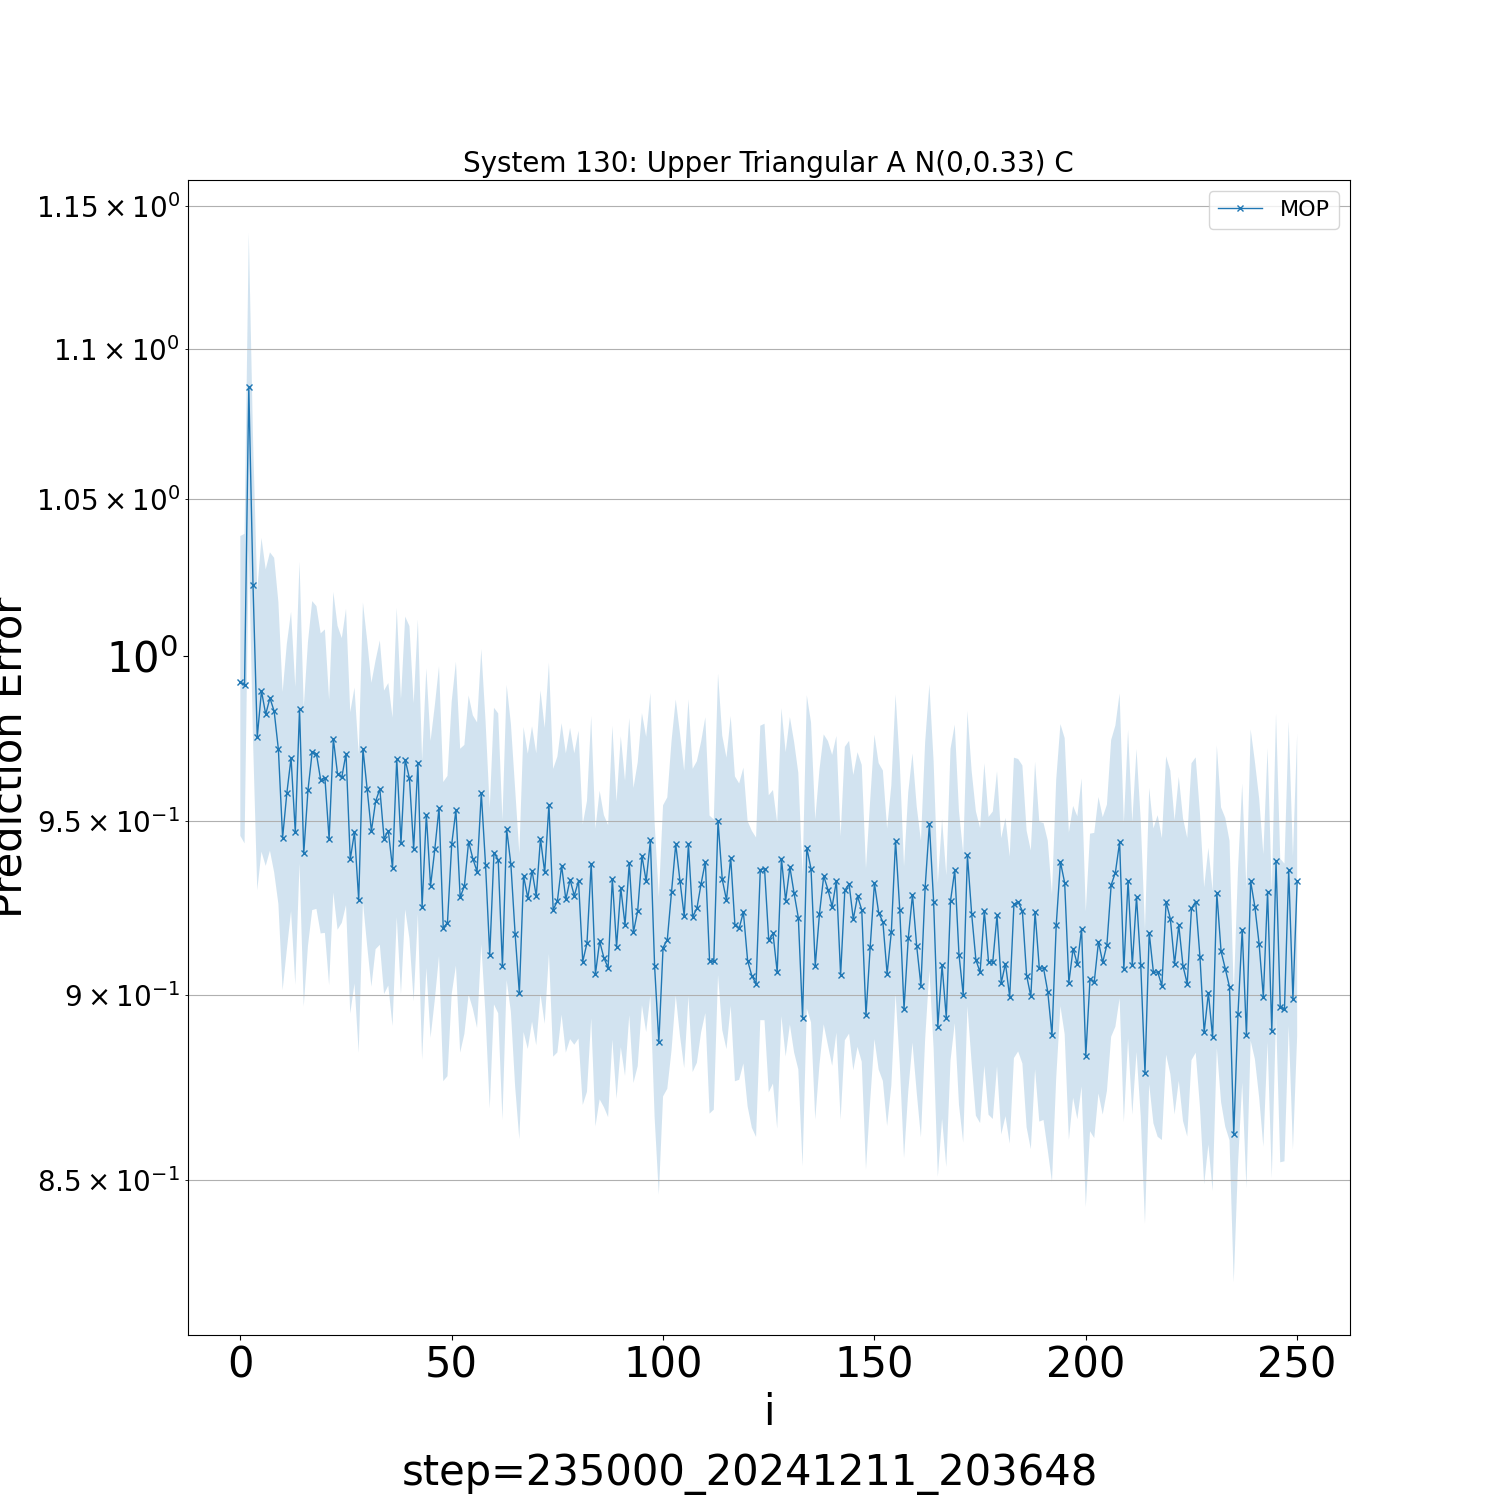 System 130: Upper Triangular A N(0,0.33) C
MOP
1.15 × 10⁰
1.1 × 10⁰
1.05 × 10⁰
10⁰
9.5 × 10⁻¹
9 × 10⁻¹
8.5 × 10⁻¹
Prediction Error
0 50 100 150 200 250
i
step=235000_20241211_203648